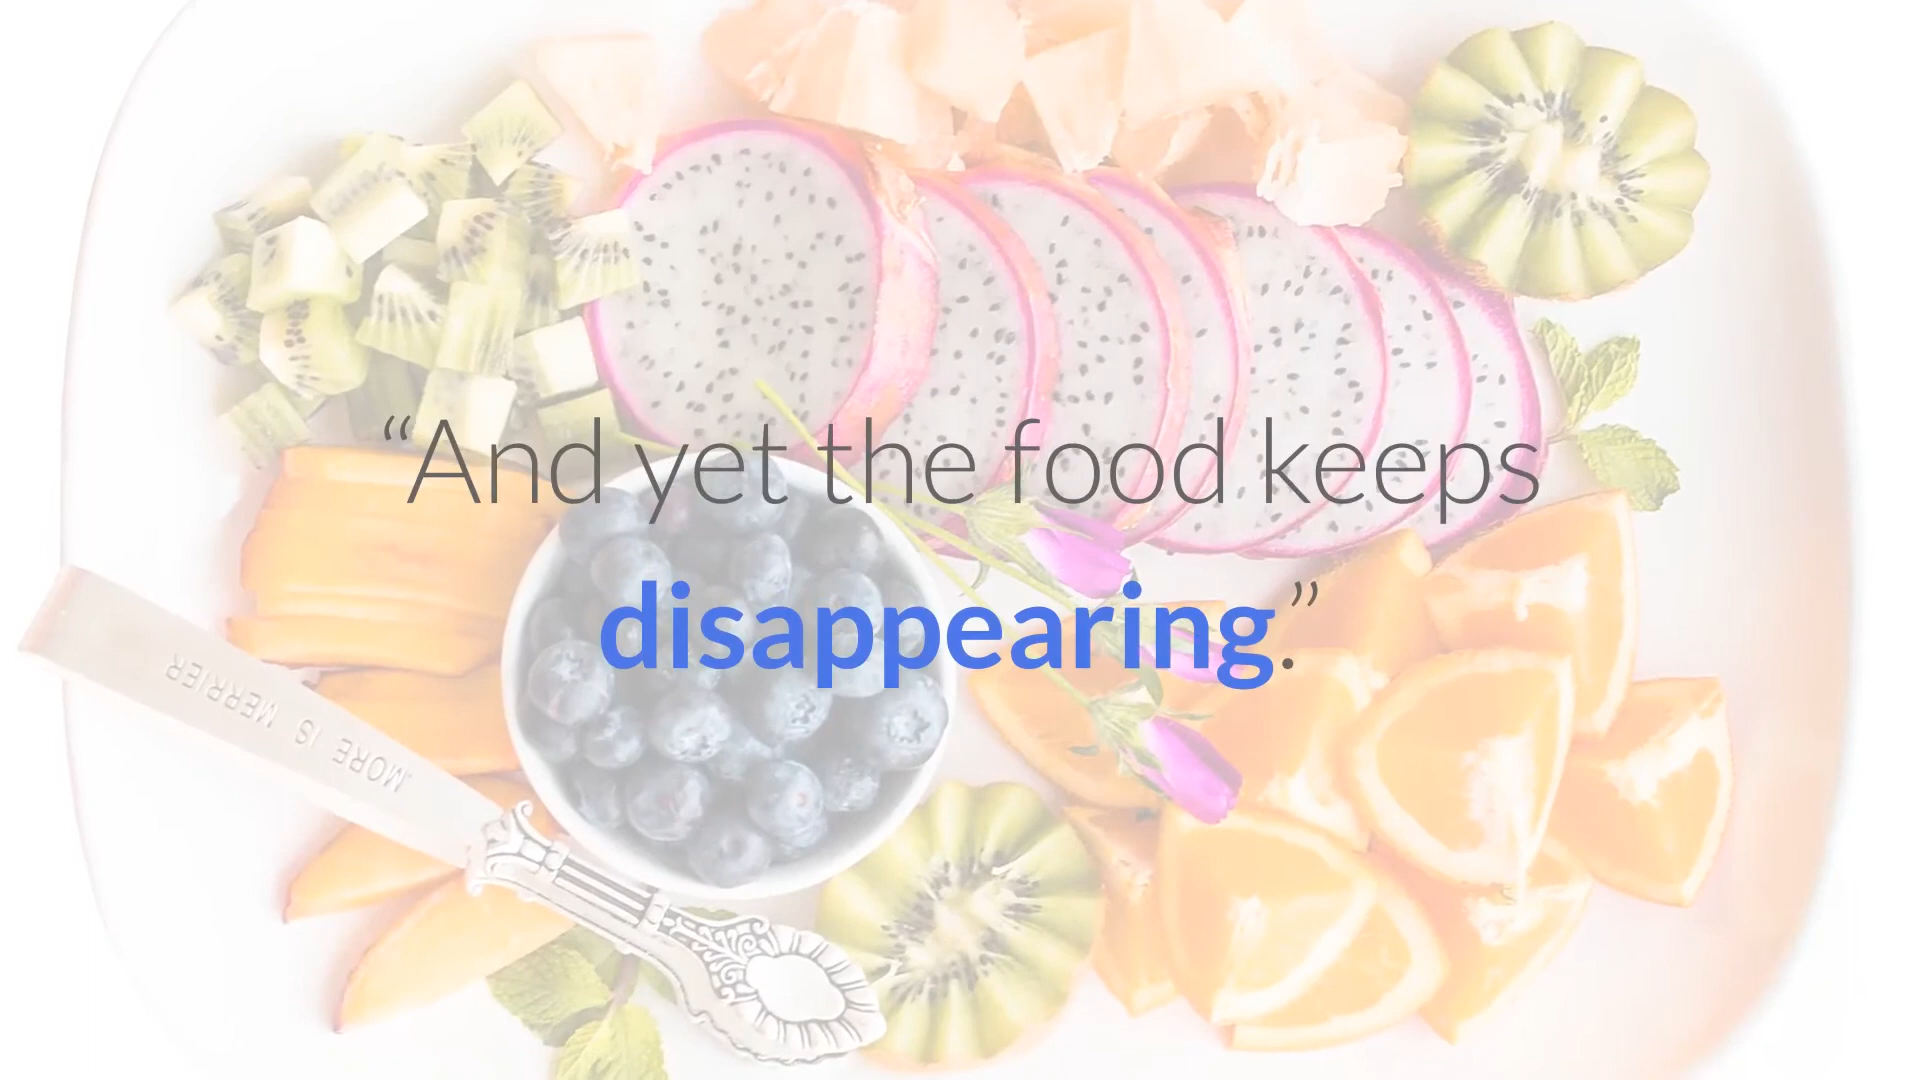 “And yet the food keeps
disappearing.”
MORE IS MERRIER